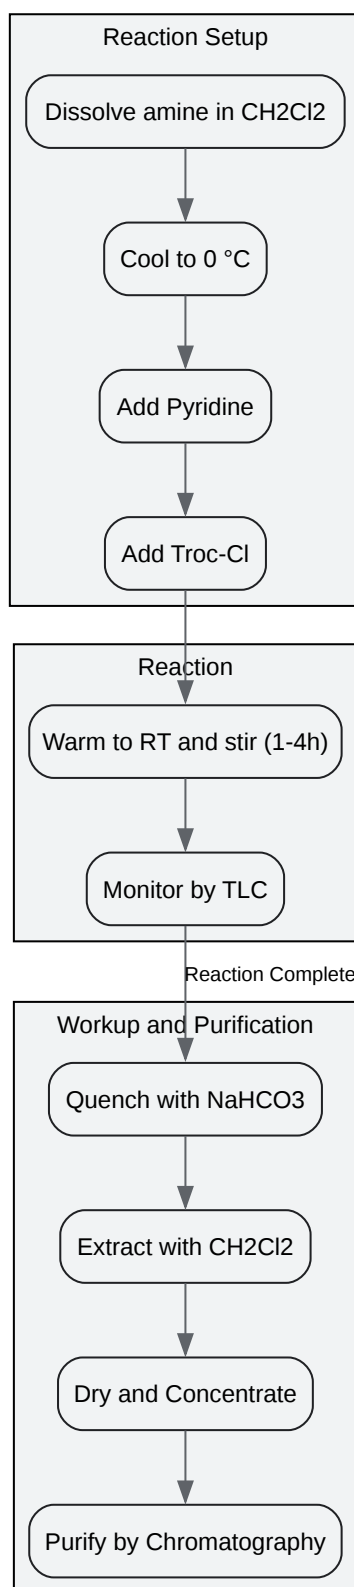 Reaction Setup
Dissolve amine in CH2Cl2
Cool to 0 °C
Add Pyridine
Add Troc-Cl
Reaction
Warm to RT and stir (1-4h)
Monitor by TLC
Reaction Complete
Workup and Purification
Quench with NaHCO3
Extract with CH2Cl2
Dry and Concentrate
Purify by Chromatography